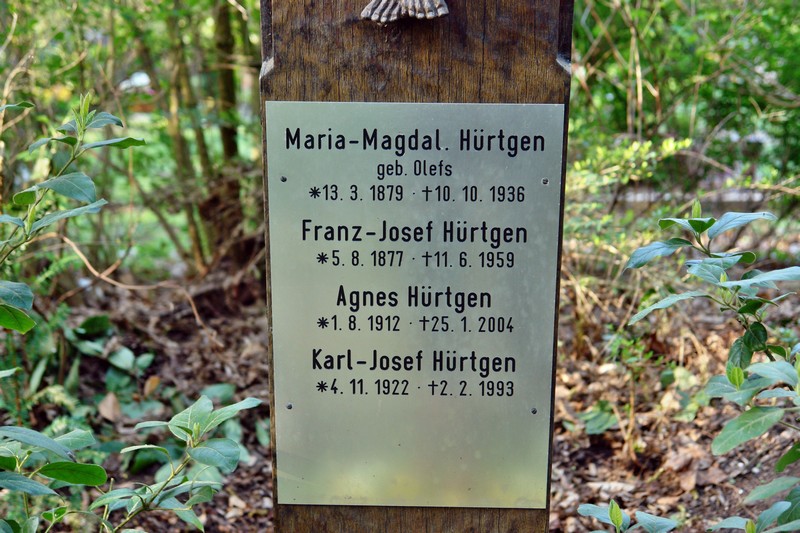 Maria-Magdal. Hürtgen
geb. Olefs
*13. 3. 1879 · †10. 10. 1936
Franz-Josef Hürtgen
*5. 8. 1877 · †11. 6. 1959
Agnes Hürtgen
*1. 8. 1912 · †25. 1. 2004
Karl-Josef Hürtgen
*4. 11. 1922 · †2. 2. 1993